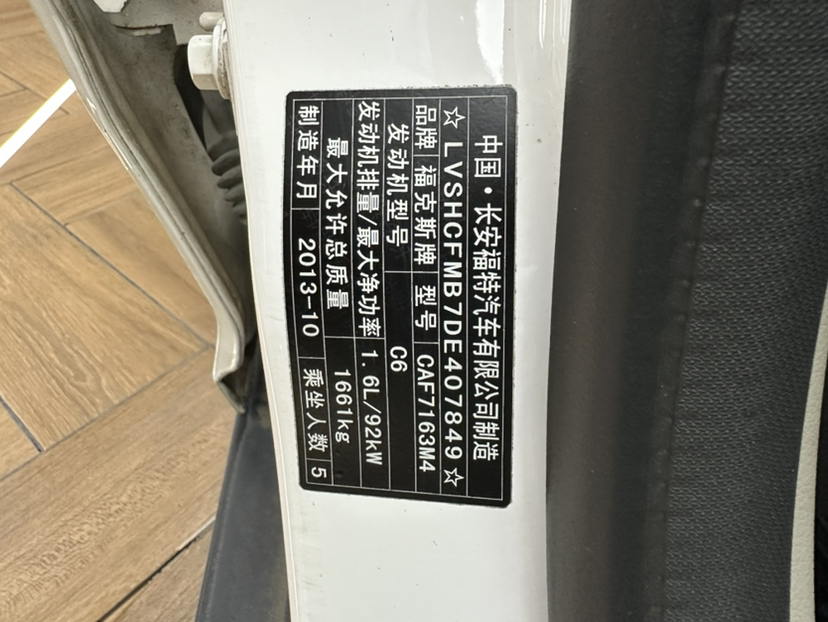 中国·长安福特汽车有限公司制造
☆LVSHCFMB7DE407849☆
品牌 福克斯牌 型号 CAF7163M4
发动机型号 C6
发动机排量/最大净功率 1.6L/92kW
最大允许总质量 1661kg
制造年月 2013-10 乘坐人数 5